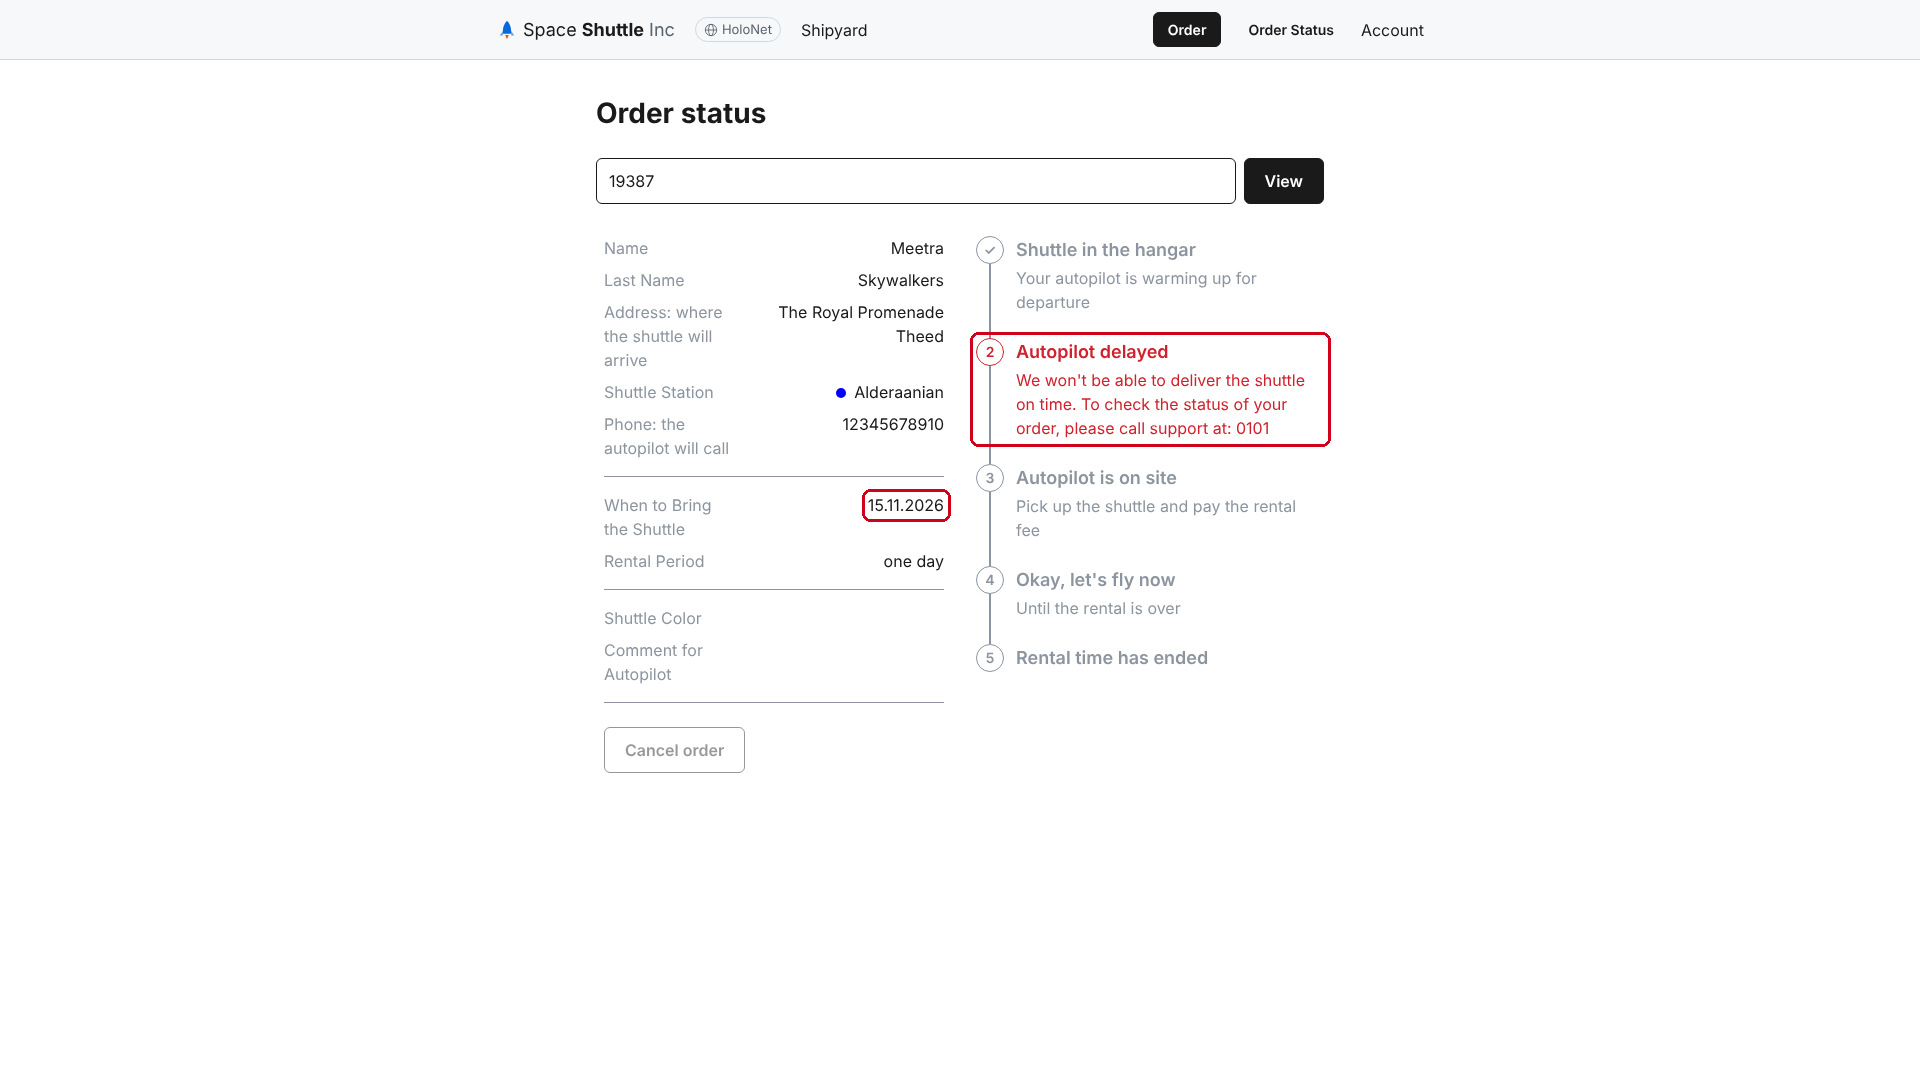 Space Shuttle Inc
HoloNet
Shipyard
Order
Order Status
Account
Order status
19387
View
Name
Meetra
Last Name
Skywalkers
Address: where
the shuttle will
arrive
The Royal Promenade
Theed
Shuttle Station
Alderaanian
Phone: the
autopilot will call
12345678910
When to Bring
the Shuttle
15.11.2026
Rental Period
one day
Shuttle Color
Comment for
Autopilot
Cancel order
Shuttle in the hangar
Your autopilot is warming up for
departure
2
Autopilot delayed
We won't be able to deliver the shuttle
on time. To check the status of your
order, please call support at: 0101
3
Autopilot is on site
Pick up the shuttle and pay the rental
fee
4
Okay, let's fly now
Until the rental is over
5
Rental time has ended